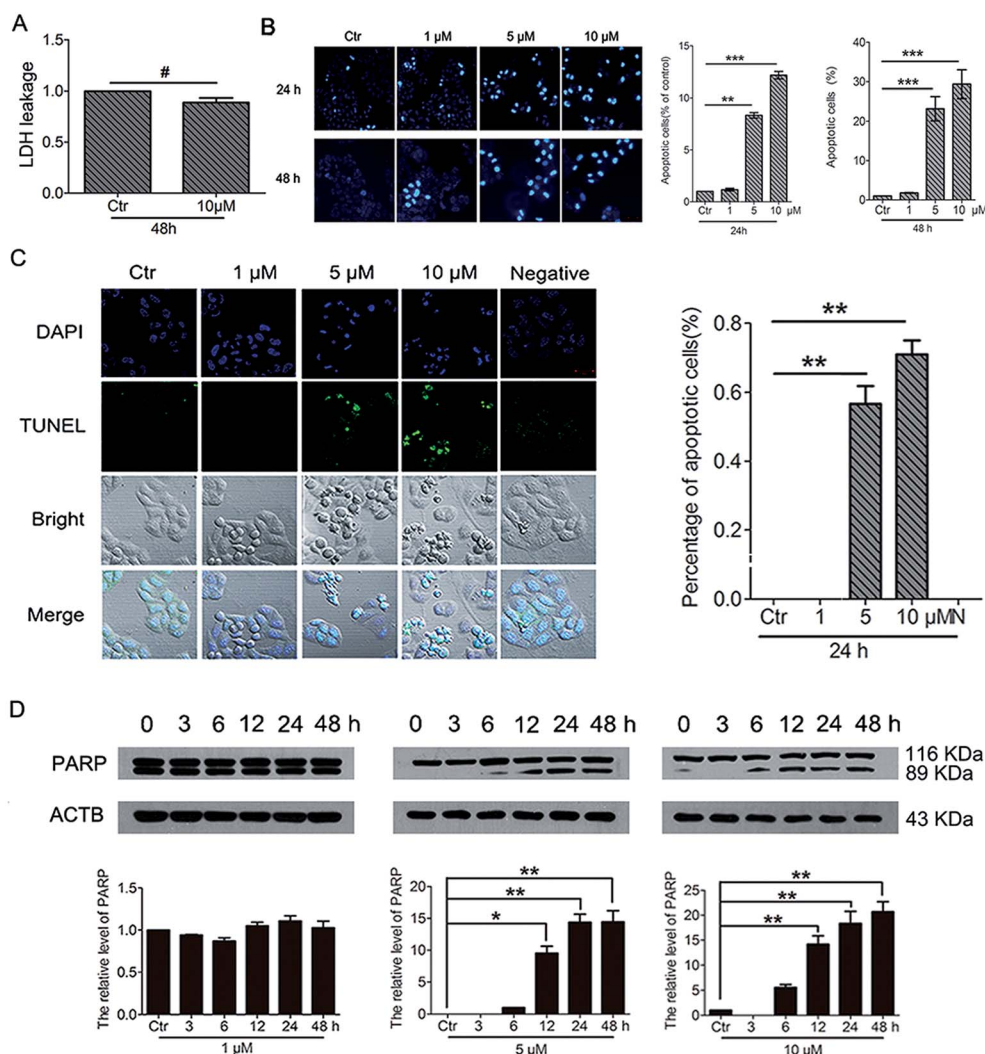 A
LDH leakage
1.5
1.0
0.5
0.0
#
Ctr 10μM
48h
B
Ctr 1 μM 5 μM 10 μM
24 h
48 h
Apoptotic cells(% of control)
15
10
5
0
***
**
Ctr 1 5 10 μM
24h
Apoptotic cells (%)
40
30
20
10
0
***
***
Ctr 1 5 10 μM
48 h
C
Ctr 1 μM 5 μM 10 μM Negative
DAPI
TUNEL
Bright
Merge
Percentage of apoptotic cells(%)
0.8
0.6
0.4
0.2
0.0
**
**
Ctr 1 5 10 μMN
24 h
D
0 3 6 12 24 48 h
0 3 6 12 24 48 h
0 3 6 12 24 48 h
PARP
116 KDa
89 KDa
ACTB
43 KDa
The relative level of PARP
1.5
1.0
0.5
0.0
Ctr 3 6 12 24 48 h
1 μM
The relative level of PARP
20
15
10
5
0
**
**
*
Ctr 3 6 12 24 48 h
5 μM
The relative level of PARP
25
20
15
10
5
0
**
**
**
Ctr 3 6 12 24 48 h
10 μM